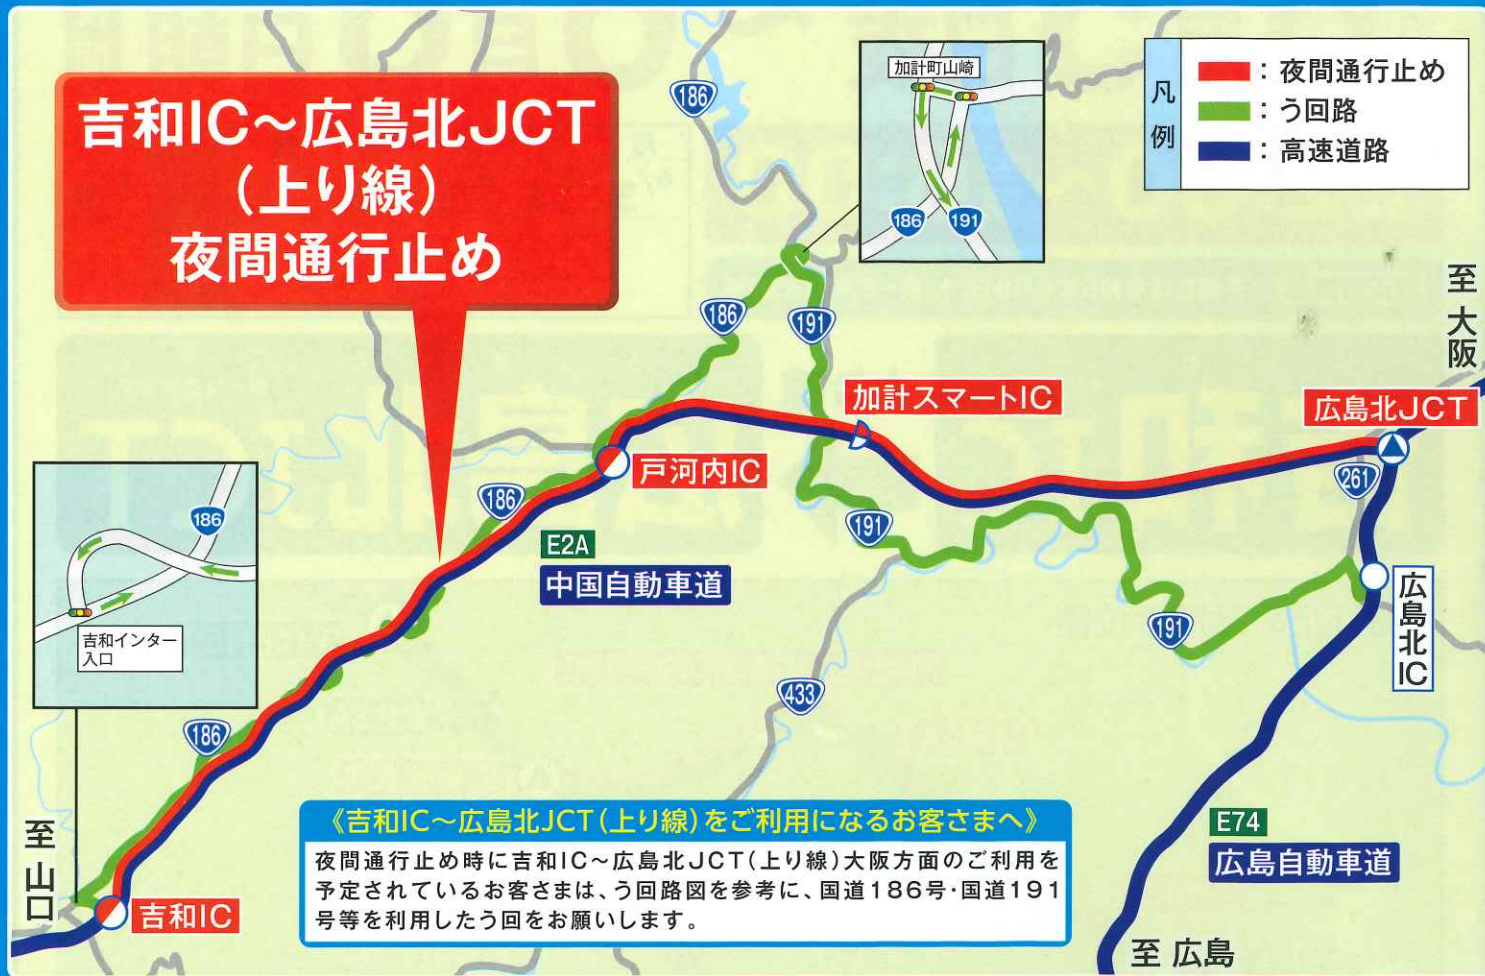 吉和IC~広島北JCT
(上り線)
夜間通行止め
186
加計町山崎
186
191
凡例
：夜間通行止め
：う回路
：高速道路
至 大阪
186
191
加計スマートIC
広島北JCT
戸河内IC
261
186
191
E2A
中国自動車道
186
吉和インター
入口
広島北IC
191
433
186
《吉和IC~広島北JCT(上り線)をご利用になるお客さまへ》
夜間通行止め時に吉和IC~広島北JCT(上り線)大阪方面のご利用を
予定されているお客さまは、う回路図を参考に、国道186号・国道191
号等を利用したう回をお願いします。
E74
広島自動車道
至 山口
吉和IC
至 広島